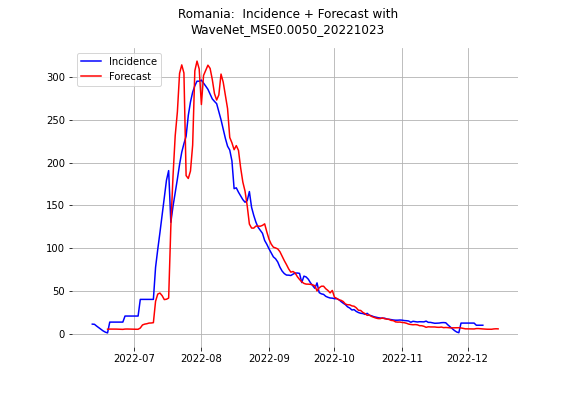 Romania:  Incidence + Forecast with
WaveNet_MSE0.0050_20221023
Incidence
Forecast
300
250
200
150
100
50
0
2022-07 2022-08 2022-09 2022-10 2022-11 2022-12